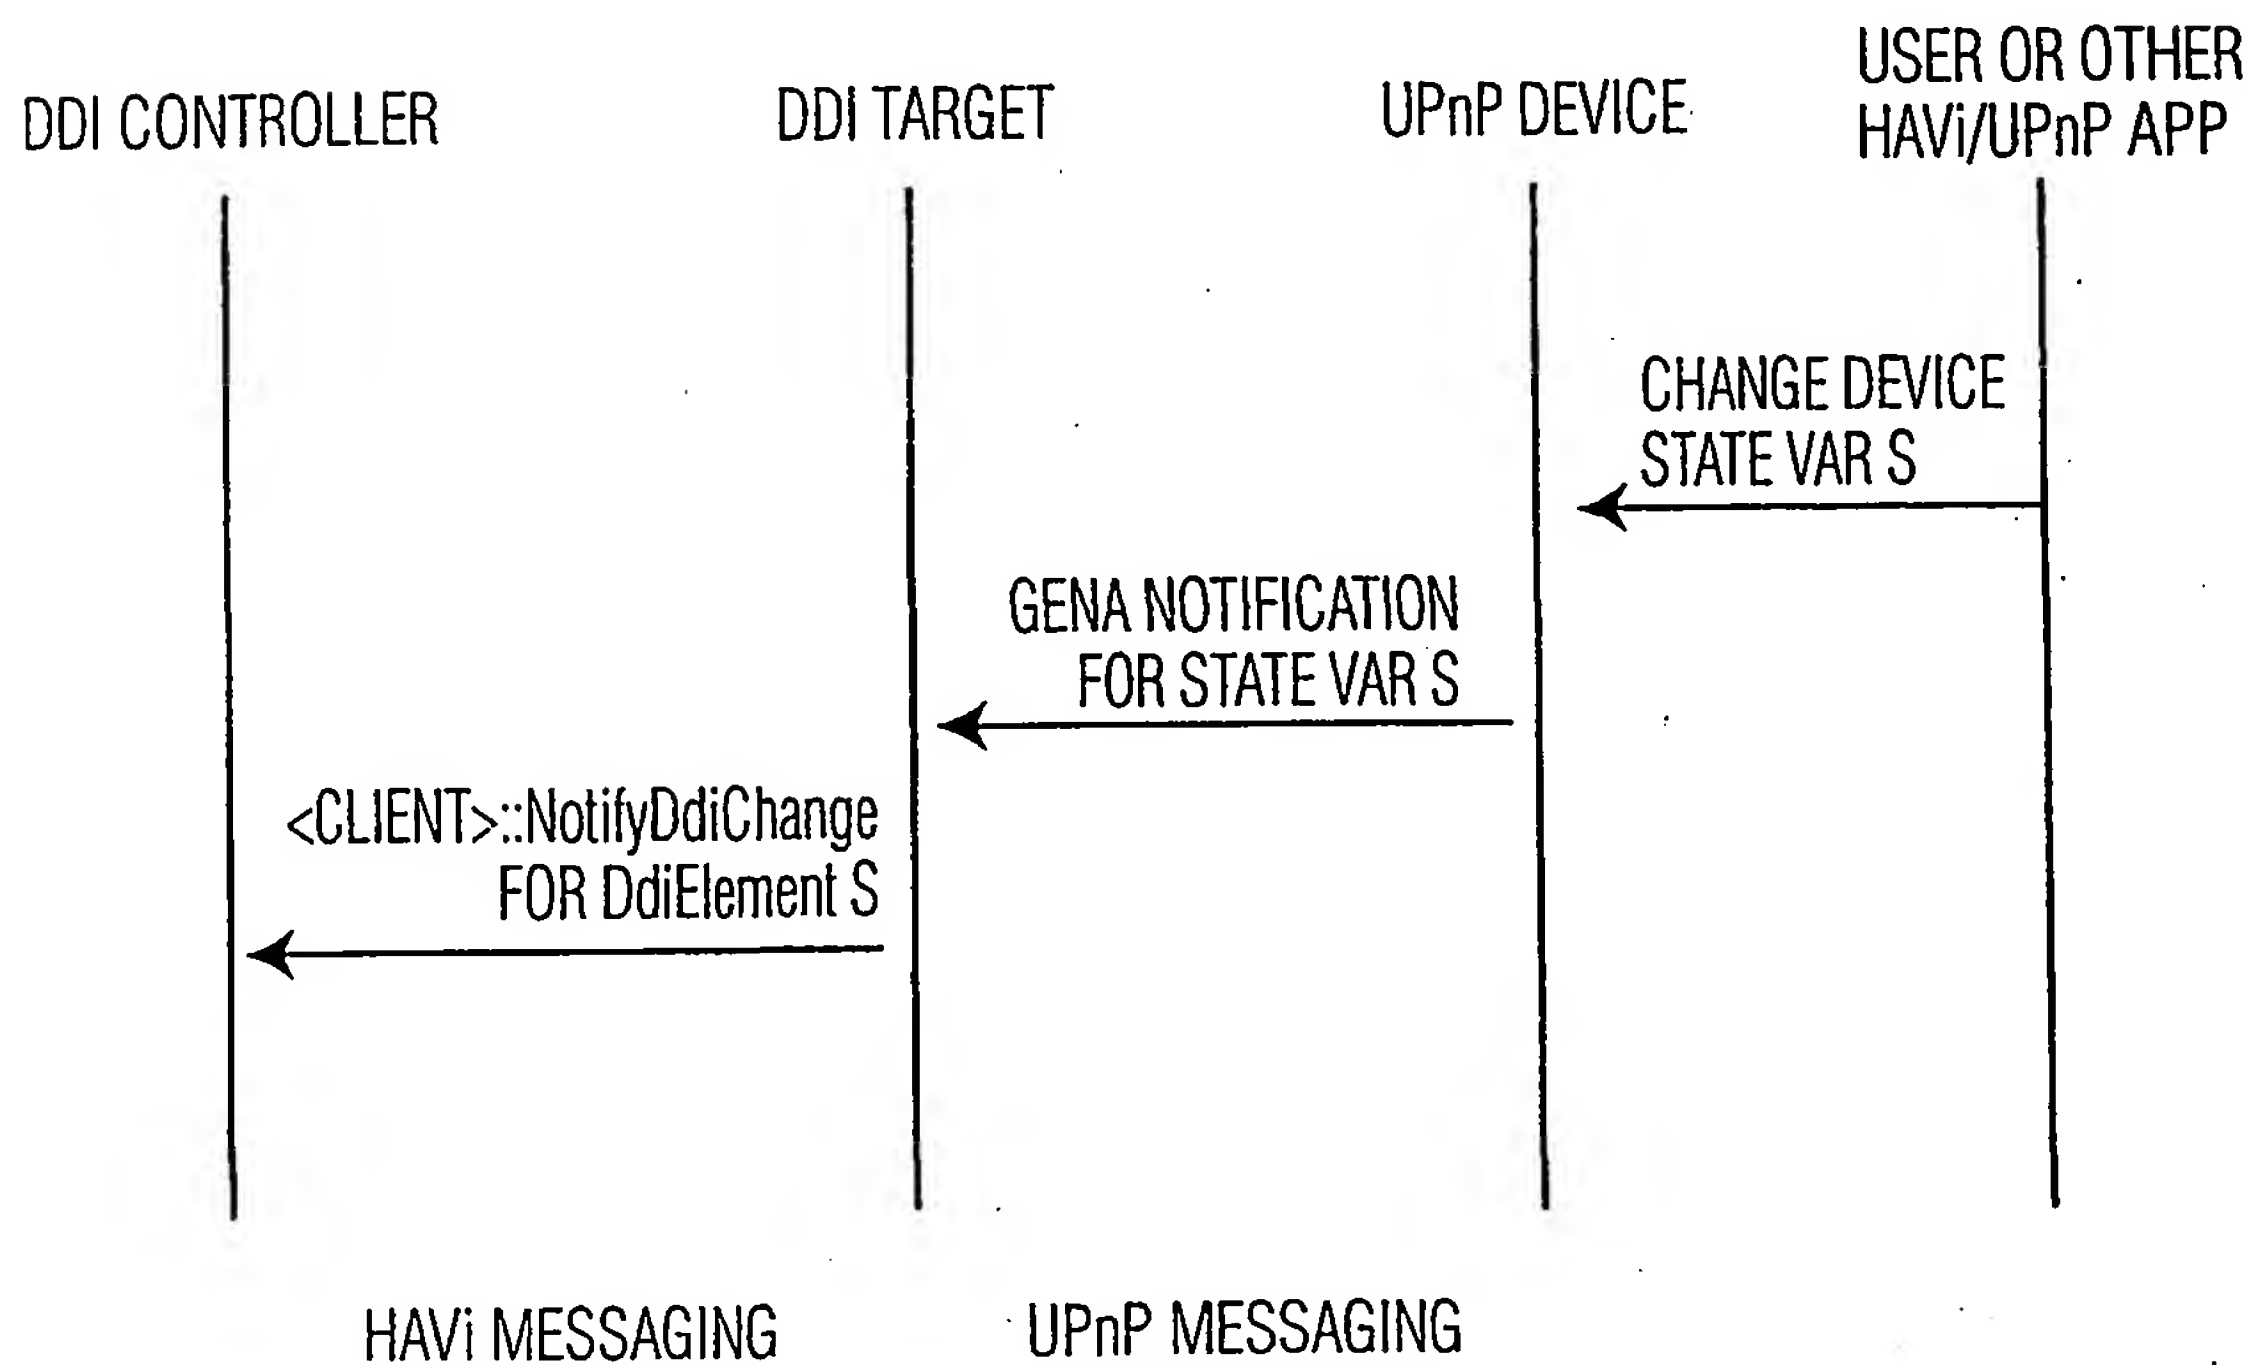 DDI CONTROLLER
DDI TARGET
UPnP DEVICE
USER OR OTHER
HAVi/UPnP APP
CHANGE DEVICE
STATE VAR S
GENA NOTIFICATION
FOR STATE VAR S
<CLIENT>::NotifyDdiChange
FOR DdiElement S
HAVi MESSAGING
UPnP MESSAGING